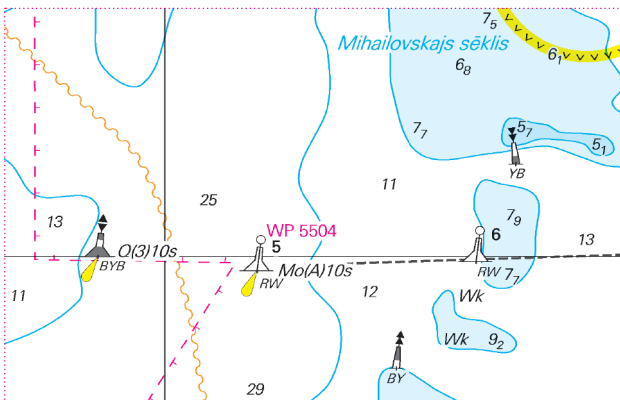 7₅
Mihailovskajs sēklis
6₁
6₈
7₇
5₇
5₁
YB
11
25
7₉
13
WP 5504
5
6
13
Q(3)10s
BYB
Mo(A)10s
RW
RW
7₇
11
12
Wk
Wk
9₂
BY
29